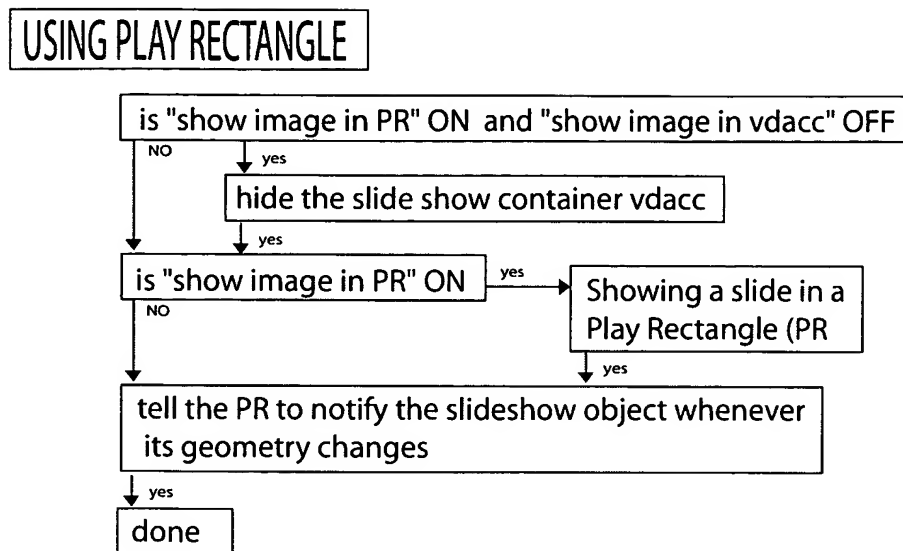 USING PLAY RECTANGLE
is "show image in PR" ON and "show image in vdacc" OFF
NO
yes
hide the slide show container vdacc
yes
is "show image in PR" ON
yes
NO
Showing a slide in a
Play Rectangle (PR
yes
tell the PR to notify the slideshow object whenever
its geometry changes
yes
done